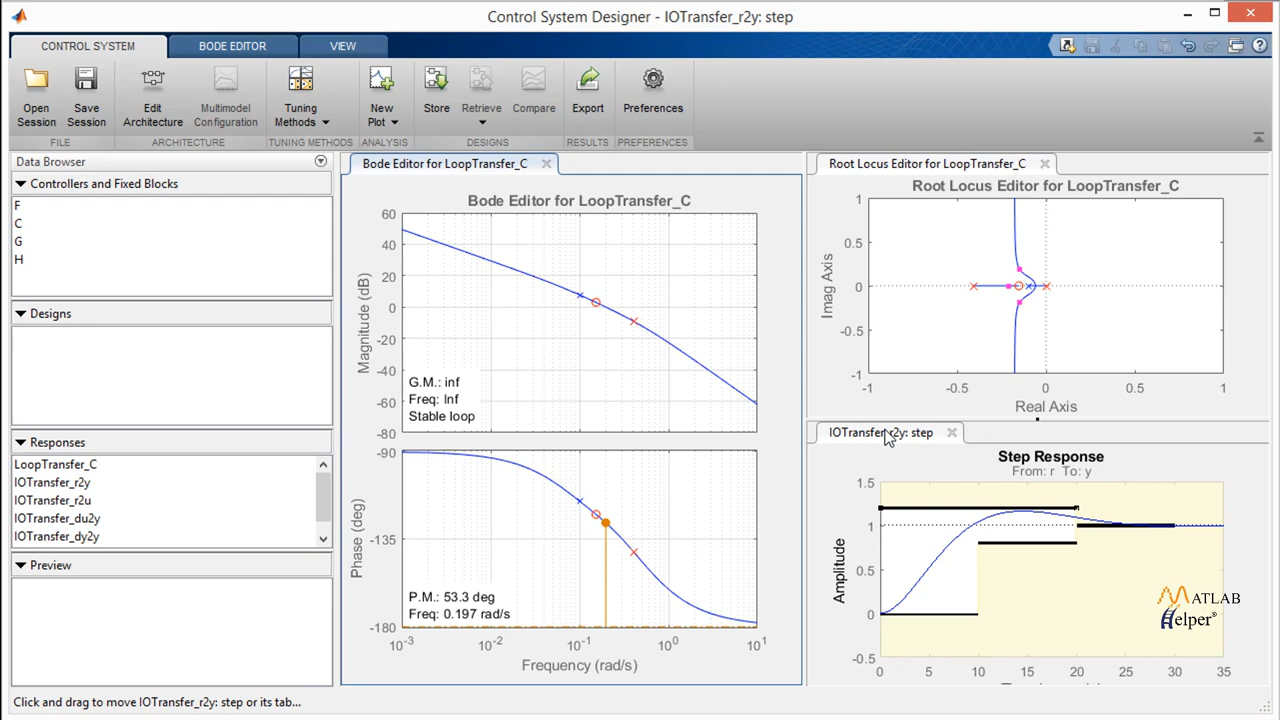 Control System Designer - IOTransfer_r2y: step
CONTROL SYSTEM
BODE EDITOR
VIEW
Open Session
Save Session
Edit Architecture
Multimodel Configuration
Tuning Methods
New Plot
Store
Retrieve
Compare
Export
Preferences
FILE
ARCHITECTURE
TUNING METHODS
ANALYSIS
DESIGNS
RESULTS
PREFERENCES
Data Browser
Controllers and Fixed Blocks
F
C
G
H
Designs
Responses
LoopTransfer_C
IOTransfer_r2y
IOTransfer_r2u
IOTransfer_du2y
IOTransfer_dy2y
Preview
Bode Editor for LoopTransfer_C
Bode Editor for LoopTransfer_C
Magnitude (dB)
60
40
20
0
-20
-40
-60
-80
G.M.: inf
Freq: Inf
Stable loop
Phase (deg)
-90
-135
-180
P.M.: 53.3 deg
Freq: 0.197 rad/s
10-3
10-2
10-1
100
101
Frequency (rad/s)
Root Locus Editor for LoopTransfer_C
Root Locus Editor for LoopTransfer_C
Imag Axis
1
0.5
0
-0.5
-1
-1
-0.5
0
0.5
1
Real Axis
IOTransfer_r2y: step
Step Response
From: r To: y
Amplitude
1.5
1
0.5
0
-0.5
0
5
10
15
20
25
30
35
MATLAB
Helper®
Click and drag to move IOTransfer_r2y: step or its tab...